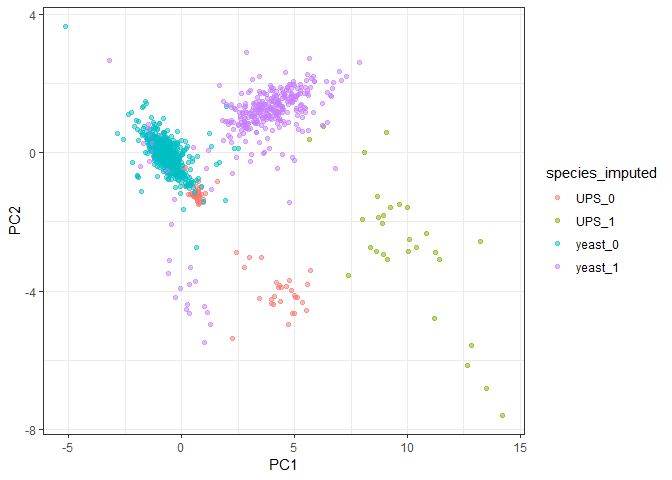 4
0
-4
-8
PC2
-5
0
5
10
15
PC1
species_imputed
UPS_0
UPS_1
yeast_0
yeast_1